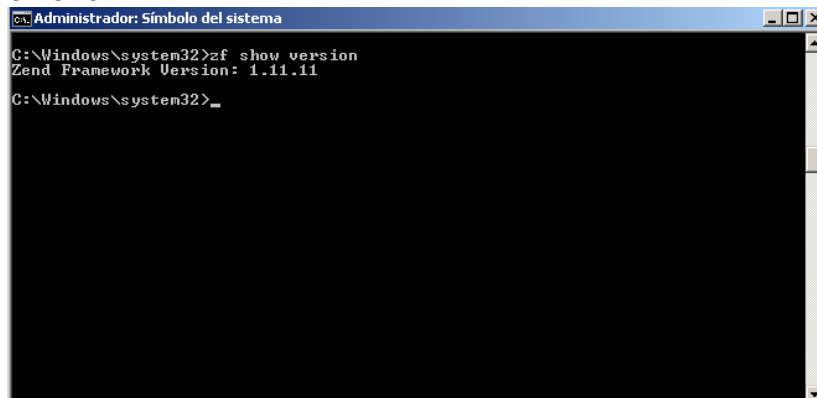 Administrador: Símbolo del sistema
C:\Windows\system32>zf show version
Zend Framework Version: 1.11.11
C:\Windows\system32>_